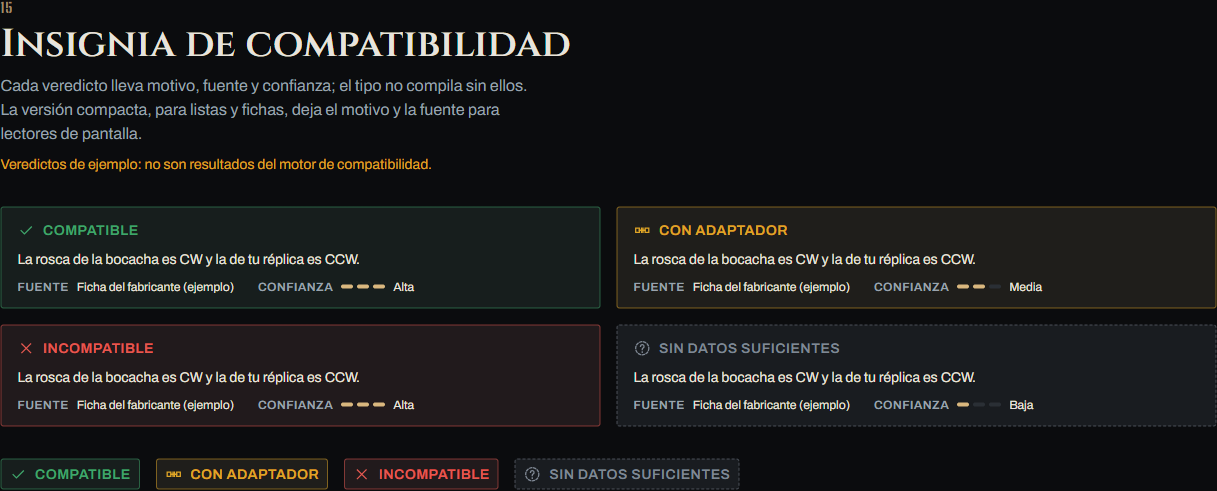 15
INSIGNIA DE COMPATIBILIDAD
Cada veredicto lleva motivo, fuente y confianza; el tipo no compila sin ellos.
La versión compacta, para listas y fichas, deja el motivo y la fuente para
lectores de pantalla.
Veredictos de ejemplo: no son resultados del motor de compatibilidad.
COMPATIBLE
La rosca de la bocacha es CW y la de tu réplica es CCW.
FUENTE Ficha del fabricante (ejemplo) CONFIANZA Alta
CON ADAPTADOR
La rosca de la bocacha es CW y la de tu réplica es CCW.
FUENTE Ficha del fabricante (ejemplo) CONFIANZA Media
INCOMPATIBLE
La rosca de la bocacha es CW y la de tu réplica es CCW.
FUENTE Ficha del fabricante (ejemplo) CONFIANZA Alta
SIN DATOS SUFICIENTES
La rosca de la bocacha es CW y la de tu réplica es CCW.
FUENTE Ficha del fabricante (ejemplo) CONFIANZA Baja
COMPATIBLE CON ADAPTADOR INCOMPATIBLE SIN DATOS SUFICIENTES